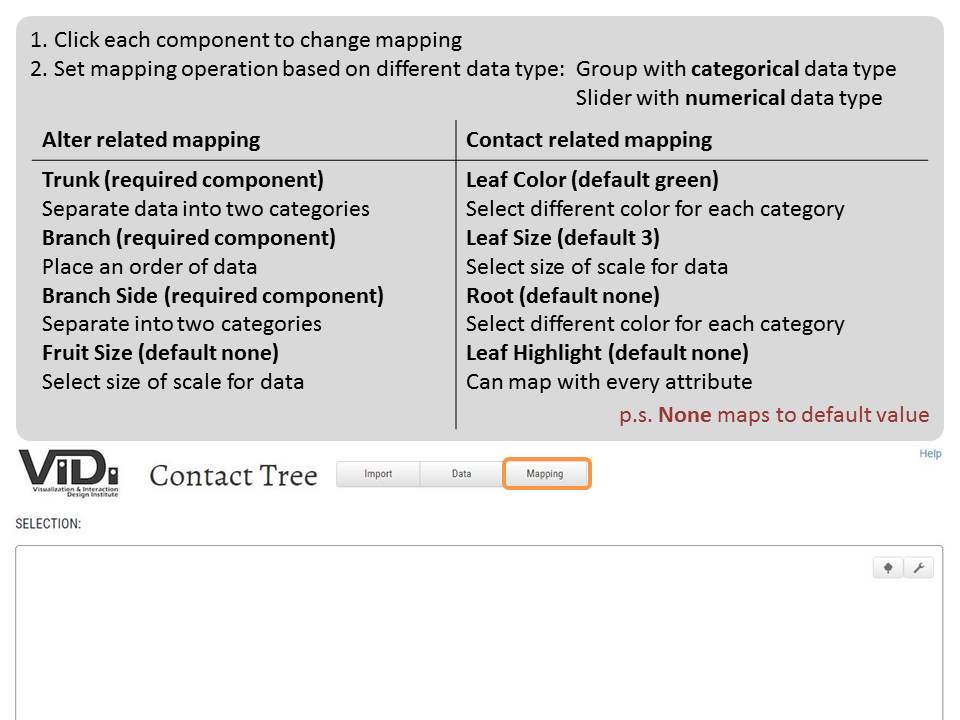 1. Click each component to change mapping
2. Set mapping operation based on different data type: Group with categorical data type
Slider with numerical data type
Alter related mapping
Trunk (required component)
Separate data into two categories
Branch (required component)
Place an order of data
Branch Side (required component)
Separate into two categories
Fruit Size (default none)
Select size of scale for data
Contact related mapping
Leaf Color (default green)
Select different color for each category
Leaf Size (default 3)
Select size of scale for data
Root (default none)
Select different color for each category
Leaf Highlight (default none)
Can map with every attribute
p.s. None maps to default value
Help
ViDi
Visualization & Interaction
Design Institute
Contact Tree
Import
Data
Mapping
SELECTION: